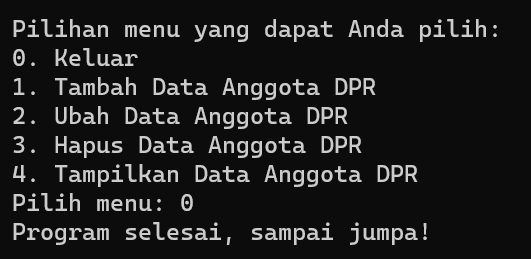 Pilihan menu yang dapat Anda pilih:
0. Keluar
1. Tambah Data Anggota DPR
2. Ubah Data Anggota DPR
3. Hapus Data Anggota DPR
4. Tampilkan Data Anggota DPR
Pilih menu: 0
Program selesai, sampai jumpa!